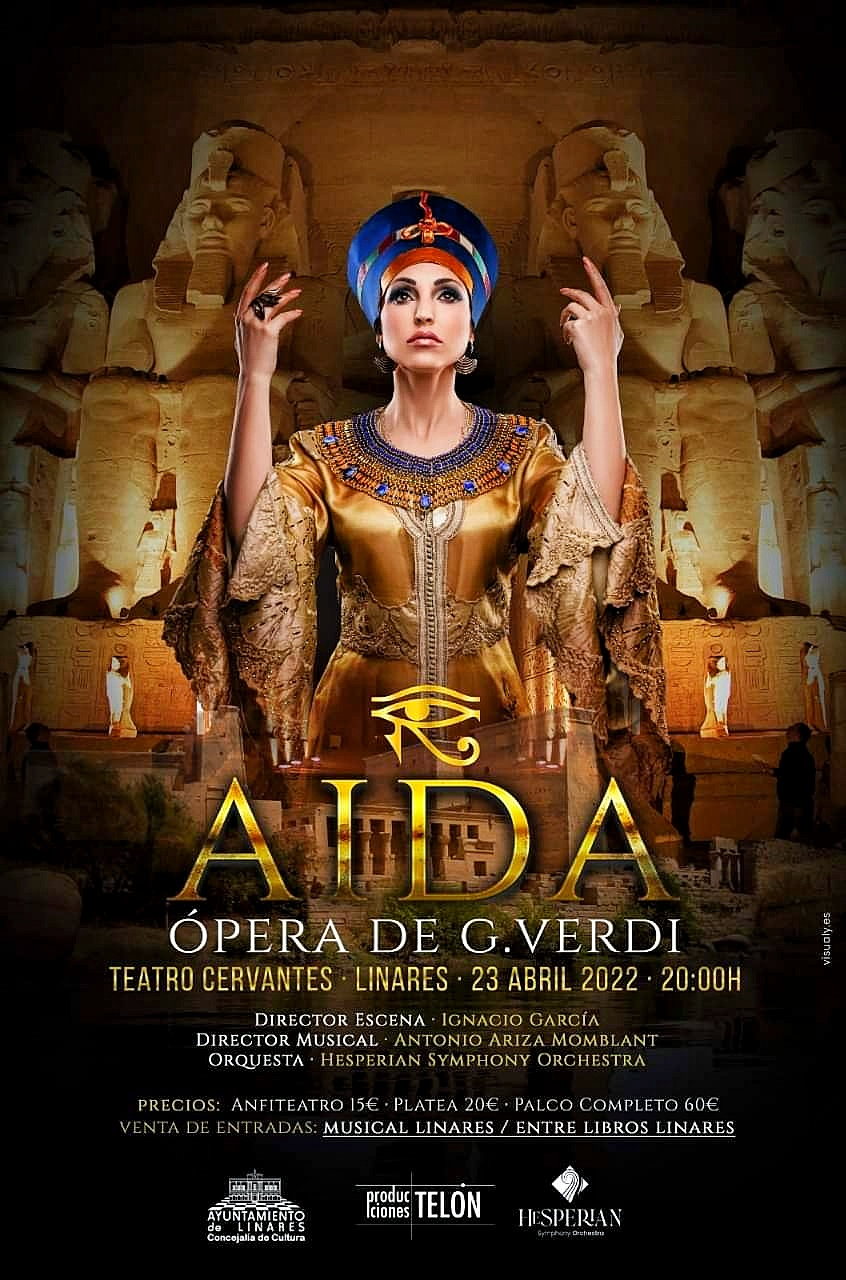 AIDA
ÓPERA DE G.VERDI
TEATRO CERVANTES · LINARES · 23 ABRIL 2022 · 20:00H
DIRECTOR ESCENA · IGNACIO GARCÍA
DIRECTOR MUSICAL · ANTONIO ARIZA MOMBLANT
ORQUESTA · HESPERIAN SYMPHONY ORCHESTRA
PRECIOS: ANFITEATRO 15€ · PLATEA 20€ · PALCO COMPLETO 60€
VENTA DE ENTRADAS: MUSICAL LINARES / ENTRE LIBROS LINARES
visualy.es
AYUNTAMIENTO
de LINARES
Concejalía de Cultura
produc
ciones TELÓN
HESPERIAN
Symphony Orchestra